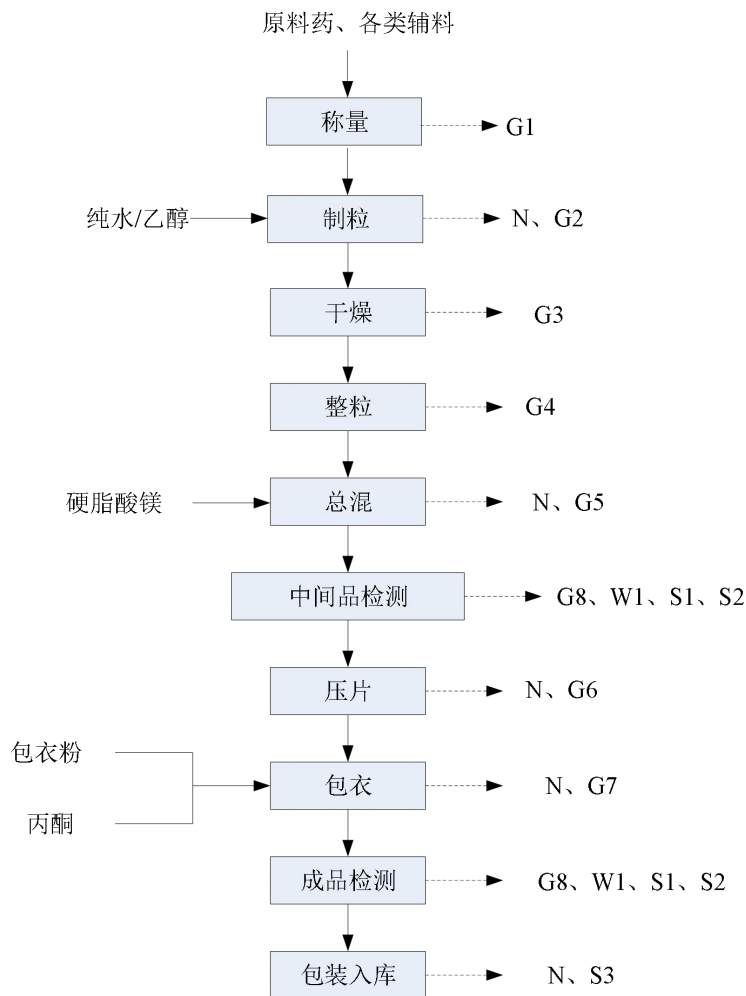 原料药、各类辅料
称量
G1
纯水/乙醇
制粒
N、G2
干燥
G3
整粒
G4
硬脂酸镁
总混
N、G5
中间品检测
G8、W1、S1、S2
压片
N、G6
包衣粉
丙酮
包衣
N、G7
成品检测
G8、W1、S1、S2
包装入库
N、S3